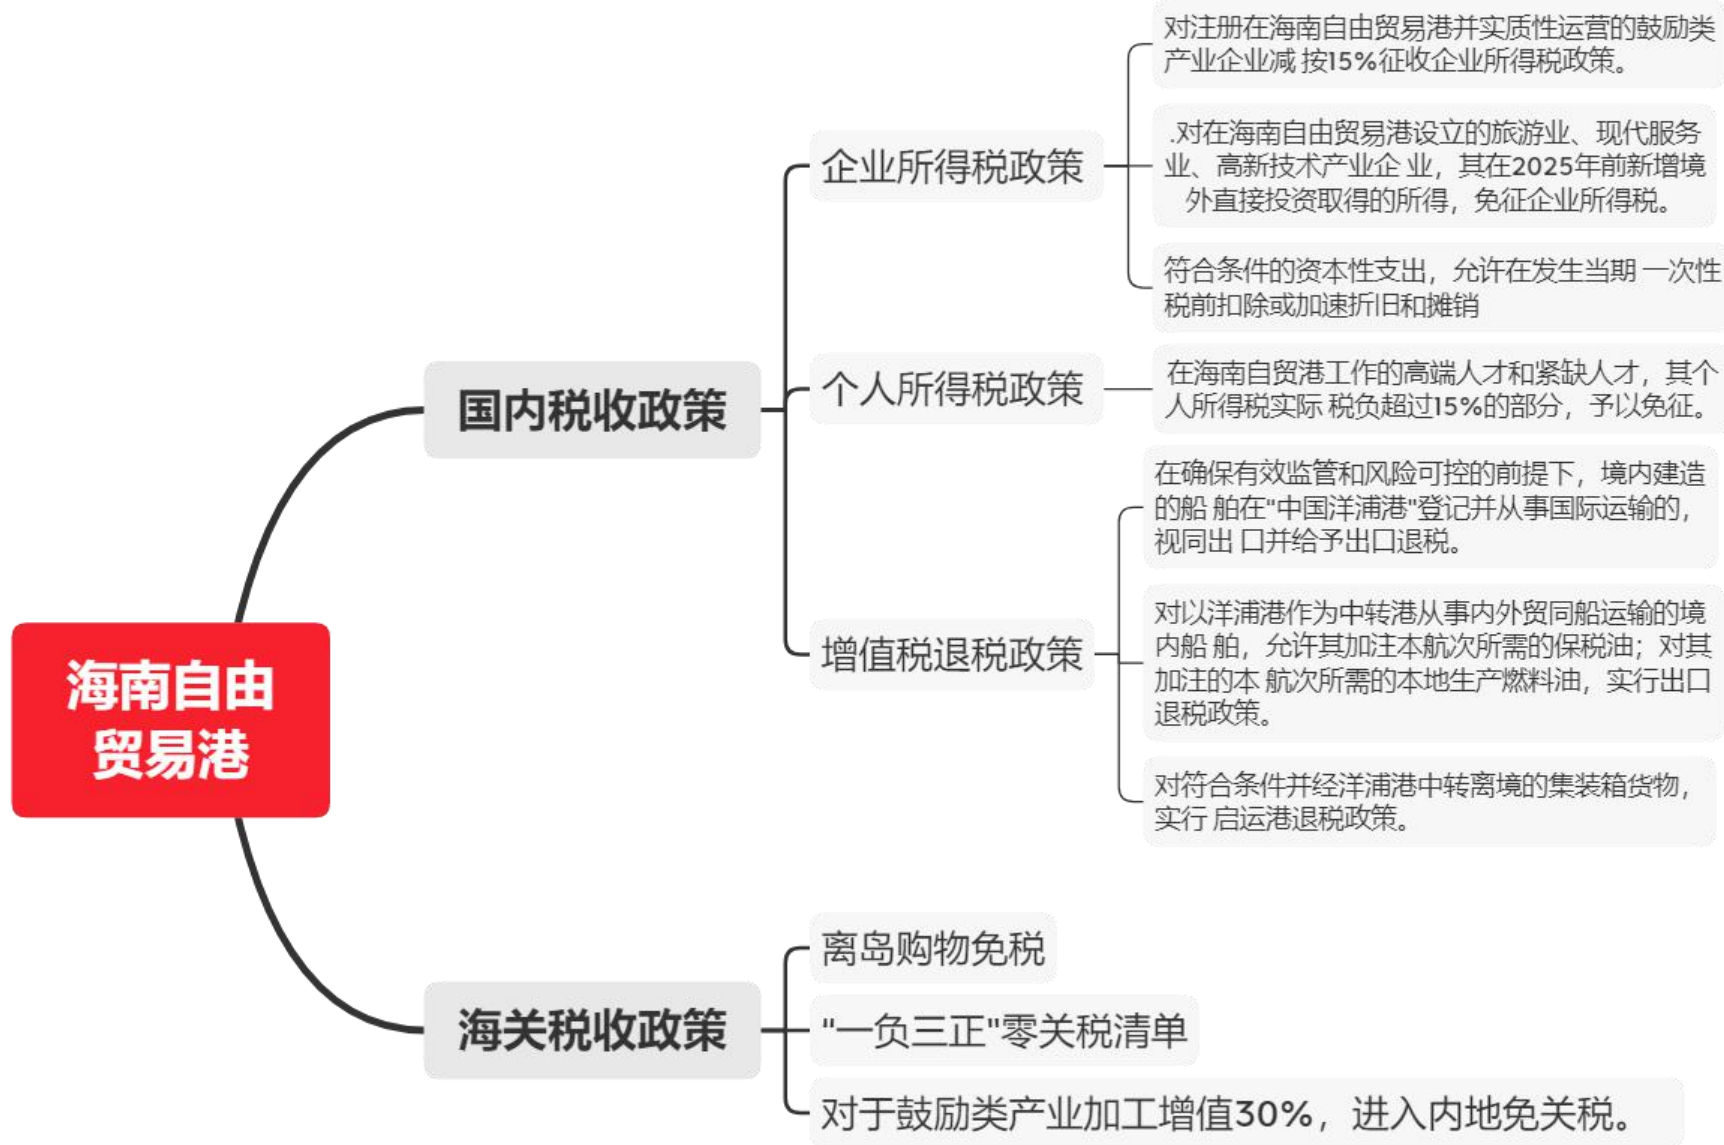 海南自由
贸易港
国内税收政策
企业所得税政策
对注册在海南自由贸易港并实质性运营的鼓励类
产业企业减 按15%征收企业所得税政策。
.对在海南自由贸易港设立的旅游业、现代服务
业、高新技术产业企 业，其在2025年前新增境
外直接投资取得的所得，免征企业所得税。
符合条件的资本性支出，允许在发生当期 一次性
税前扣除或加速折旧和摊销
个人所得税政策
在海南自贸港工作的高端人才和紧缺人才，其个
人所得税实际 税负超过15%的部分，予以免征。
增值税退税政策
在确保有效监管和风险可控的前提下，境内建造
的船 舶在"中国洋浦港"登记并从事国际运输的，
视同出 口并给予出口退税。
对以洋浦港作为中转港从事内外贸同船运输的境
内船 舶，允许其加注本航次所需的保税油；对其
加注的本 航次所需的本地生产燃料油，实行出口
退税政策。
对符合条件并经洋浦港中转离境的集装箱货物，
实行 启运港退税政策。
海关税收政策
离岛购物免税
"一负三正"零关税清单
对于鼓励类产业加工增值30%，进入内地免关税。